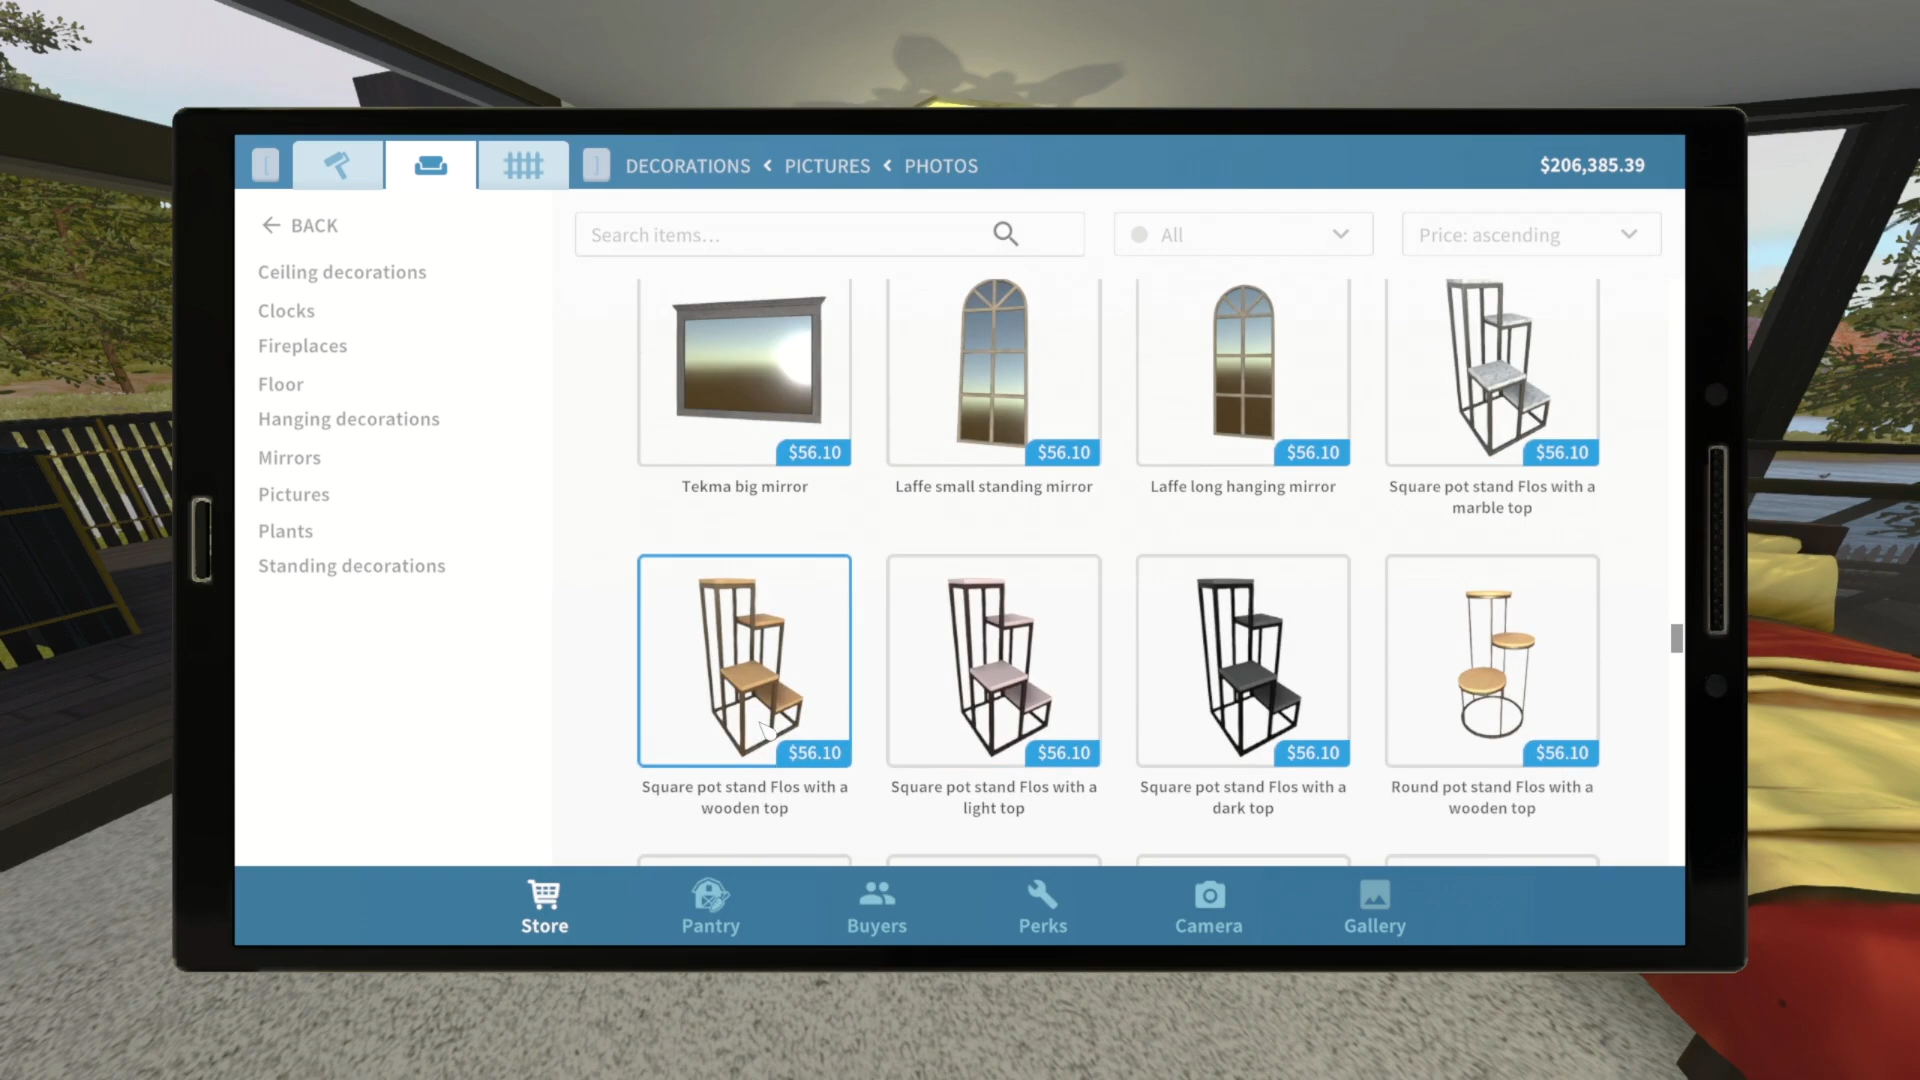 [
]
DECORATIONS < PICTURES < PHOTOS
$206,385.39
BACK
Search items...
All
Price: ascending
Ceiling decorations
Clocks
Fireplaces
Floor
Hanging decorations
Mirrors
Pictures
Plants
Standing decorations
$56.10
$56.10
$56.10
$56.10
Tekma big mirror
Laffe small standing mirror
Laffe long hanging mirror
Square pot stand Flos with a
marble top
$56.10
$56.10
$56.10
$56.10
Square pot stand Flos with a
wooden top
Square pot stand Flos with a
light top
Square pot stand Flos with a
dark top
Round pot stand Flos with a
wooden top
Store
Pantry
Buyers
Perks
Camera
Gallery